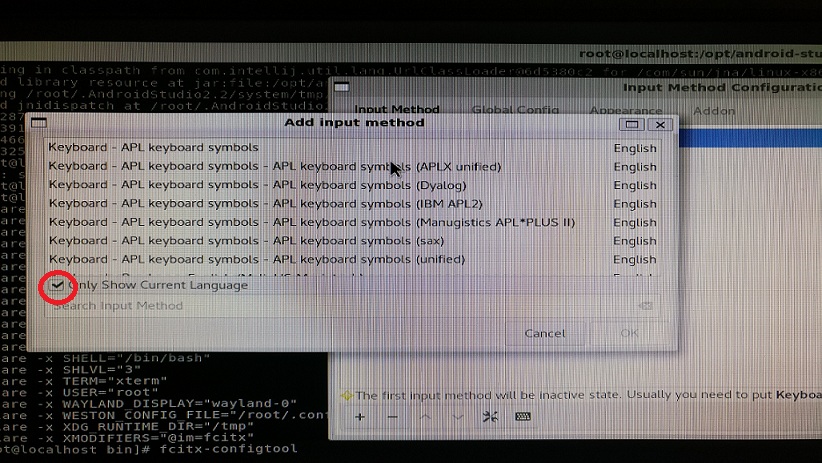 root@localhost:/opt/android-stu
ing in classpath from com.intellij.util.lang.UrlClassLoader@6d5380c2 for /com/sun/jna/linux-x86
d library resource at jar:file:/opt/a
ng /root/.AndroidStudio2.2/system/tmp
d jnidispatch at /root/.AndroidStudio.
Input Method Configuratio
Input Method Global Config Appearance Addon
Add input method
Keyboard - APL keyboard symbols English
Keyboard - APL keyboard symbols - APL keyboard symbols (APLX unified) English
Keyboard - APL keyboard symbols - APL keyboard symbols (Dyalog) English
Keyboard - APL keyboard symbols - APL keyboard symbols (IBM APL2) English
Keyboard - APL keyboard symbols - APL keyboard symbols (Manugistics APL*PLUS II) English
Keyboard - APL keyboard symbols - APL keyboard symbols (sax) English
Keyboard - APL keyboard symbols - APL keyboard symbols (unified) English
Only Show Current Language
Search Input Method
Cancel OK
are -x SHELL="/bin/bash"
are -x SHLVL="3"
are -x TERM="xterm"
are -x USER="root"
are -x WAYLAND_DISPLAY="wayland-0"
are -x WESTON_CONFIG_FILE="/root/.conf
are -x XDG_RUNTIME_DIR="/tmp"
are -x XMODIFIERS="@im=fcitx"
ot@localhost bin]# fcitx-configtool
The first input method will be inactive state. Usually you need to put Keyboa